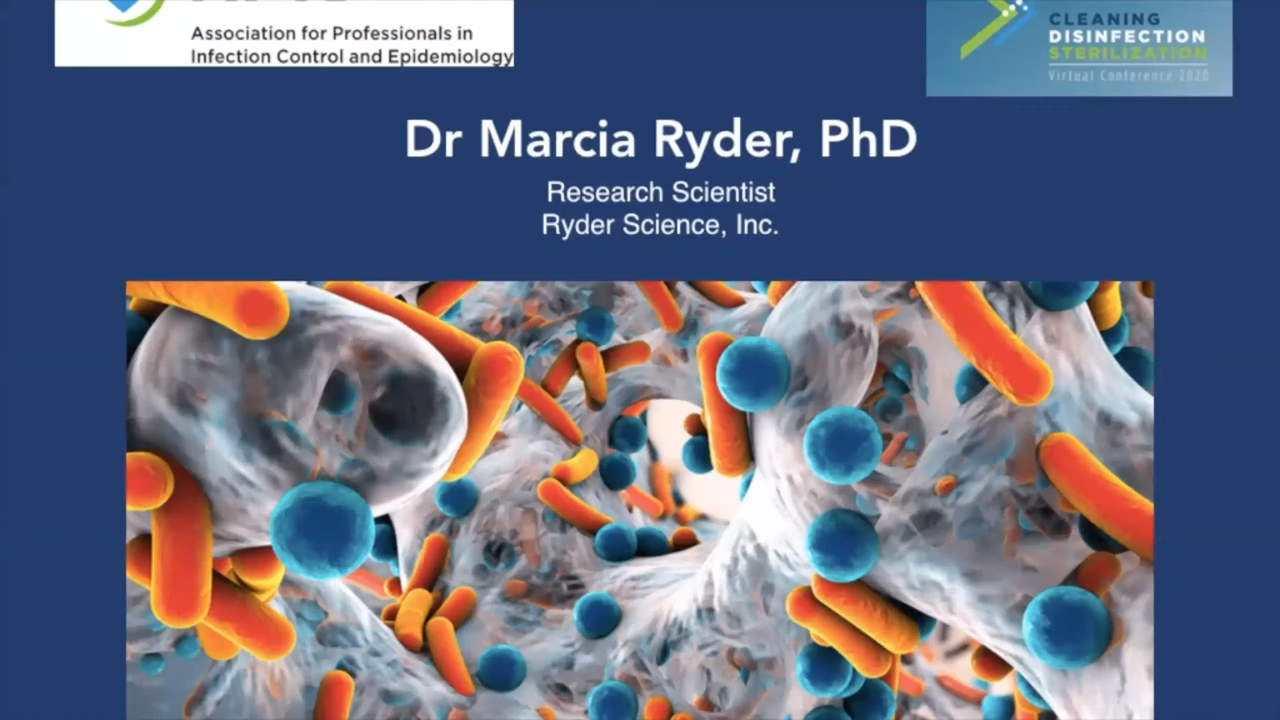 Association for Professionals in
Infection Control and Epidemiology
CLEANING
DISINFECTION
STERILIZATION
Virtual Conference 2020
Dr Marcia Ryder, PhD
Research Scientist
Ryder Science, Inc.